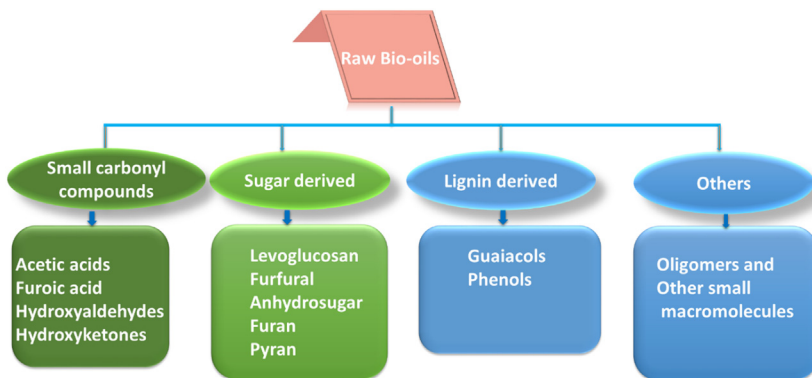 Raw Bio-oils
Small carbonyl
compounds
Sugar derived
Lignin derived
Others
Acetic acids
Furoic acid
Hydroxyaldehydes
Hydroxyketones
Levoglucosan
Furfural
Anhydrosugar
Furan
Pyran
Guaiacols
Phenols
Oligomers and
Other small
macromolecules